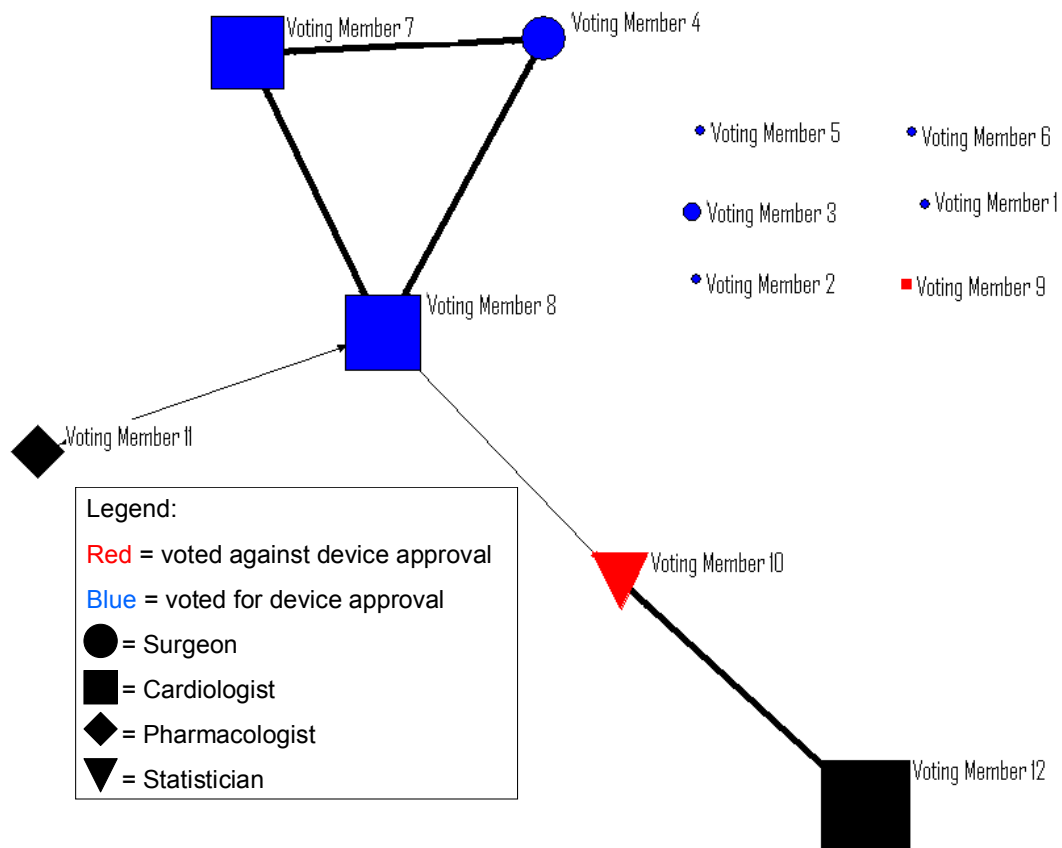 Voting Member 7
Voting Member 4
Voting Member 5
Voting Member 6
Voting Member 3
Voting Member 1
Voting Member 2
Voting Member 9
Voting Member 8
Voting Member 11
Legend:
Red = voted against device approval
Blue = voted for device approval
= Surgeon
= Cardiologist
= Pharmacologist
= Statistician
Voting Member 10
Voting Member 12